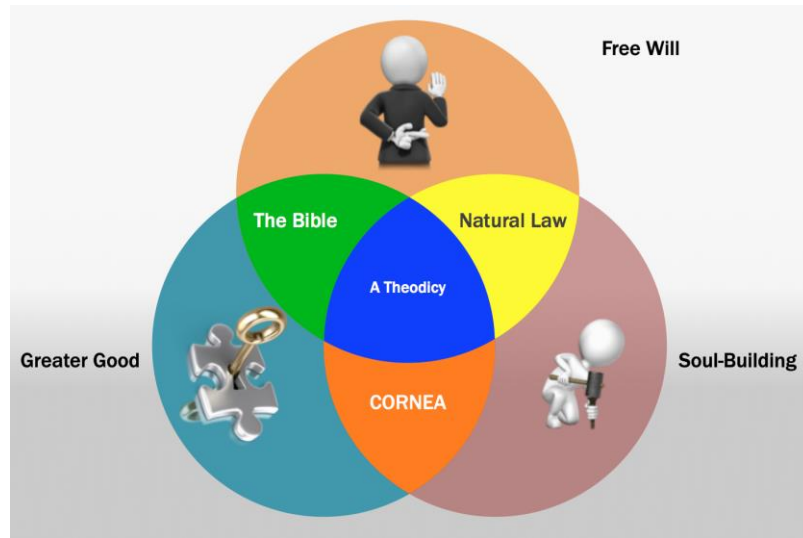 Free Will
The Bible
Natural Law
A Theodicy
Greater Good
Soul-Building
CORNEA